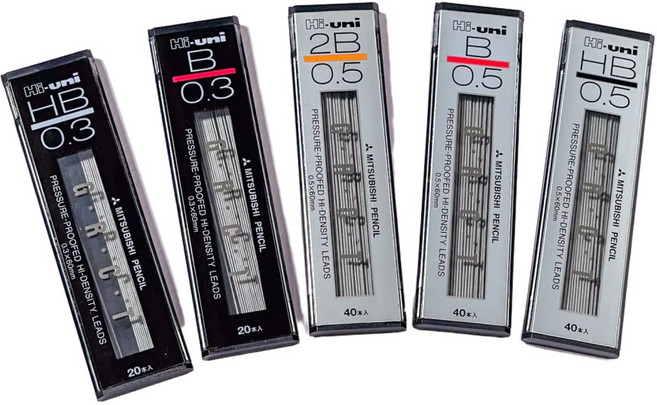 Hi-uni
HB
0.3
G·R·C·T
MITSUBISHI PENCIL
PRESSURE-PROOFED HI-DENSITY LEADS
0.3×60mm
20本入
Hi-uni
B
0.3
G·R·C·T
MITSUBISHI PENCIL
PRESSURE-PROOFED HI-DENSITY LEADS
0.3×60mm
20本入
Hi-uni
2B
0.5
G·R·C·T
MITSUBISHI PENCIL
PRESSURE-PROOFED HI-DENSITY LEADS
0.5×60mm
40本入
Hi-uni
B
0.5
G·R·C·T
MITSUBISHI PENCIL
PRESSURE-PROOFED HI-DENSITY LEADS
0.5×60mm
40本入
Hi-uni
HB
0.5
G·R·C·T
MITSUBISHI PENCIL
PRESSURE-PROOFED HI-DENSITY LEADS
0.5×60mm
40本入